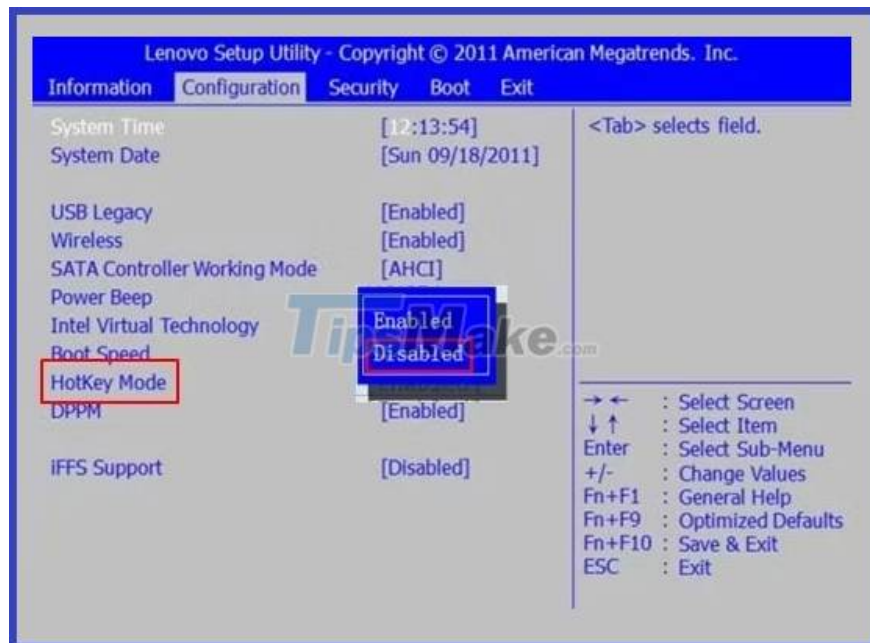 Lenovo Setup Utility - Copyright © 2011 American Megatrends. Inc.
Information Configuration Security Boot Exit
System Time [12:13:54]
System Date [Sun 09/18/2011]
USB Legacy [Enabled]
Wireless [Enabled]
SATA Controller Working Mode [AHCI]
Power Beep
Intel Virtual Technology
Boot Speed
HotKey Mode
DPPM [Enabled]
iFFS Support [Disabled]
Enabled
Disabled
TipsMake.com
<Tab> selects field.
→ ← : Select Screen
↓ ↑ : Select Item
Enter : Select Sub-Menu
+/- : Change Values
Fn+F1 : General Help
Fn+F9 : Optimized Defaults
Fn+F10 : Save & Exit
ESC : Exit